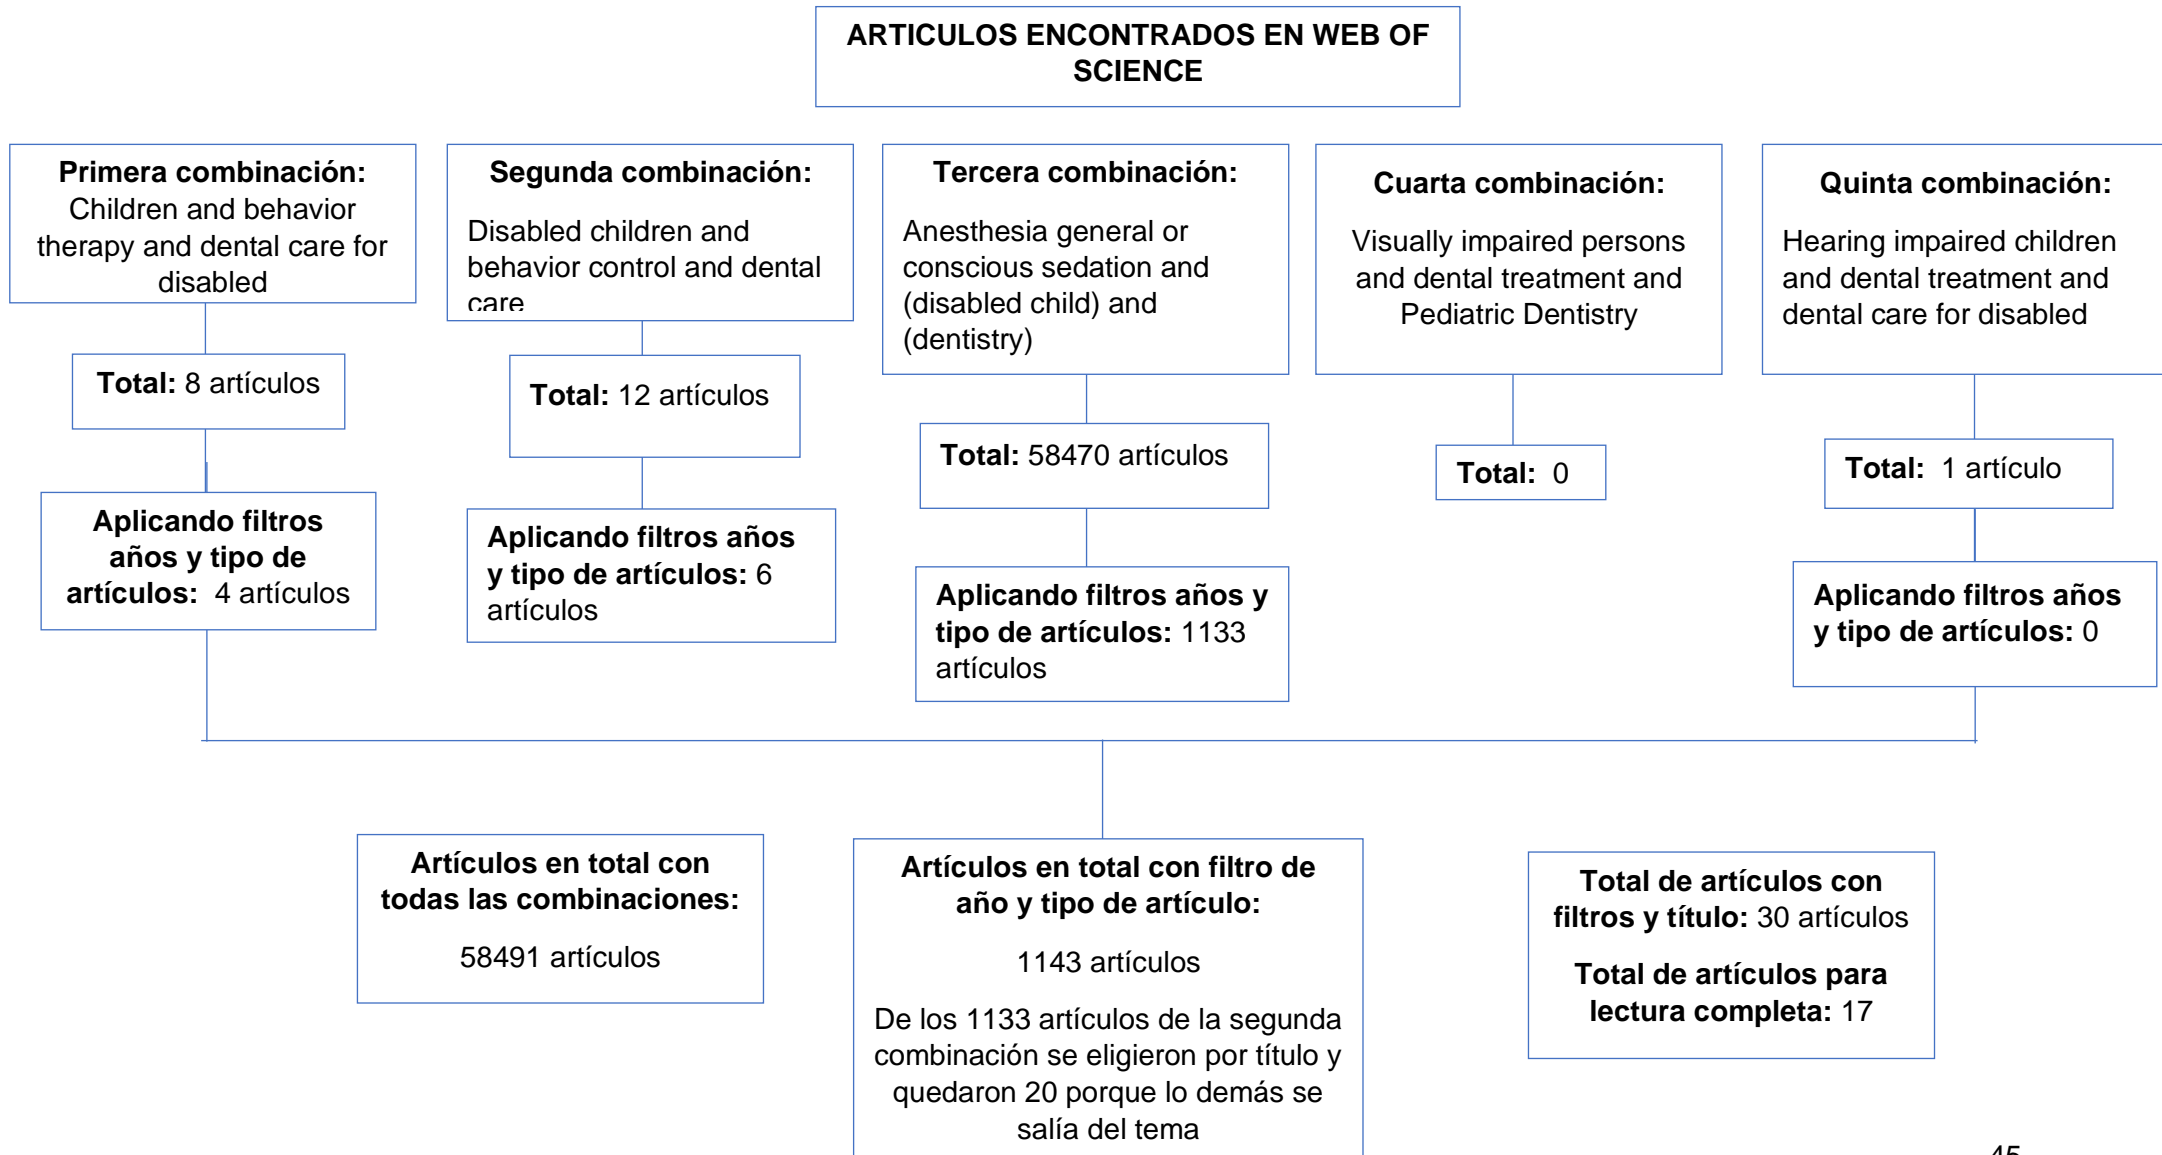 ARTICULOS ENCONTRADOS EN WEB OF
SCIENCE
Primera combinación:
Children and behavior
therapy and dental care for
disabled
Total: 8 artículos
Aplicando filtros
años y tipo de
artículos: 4 artículos
Segunda combinación:
Disabled children and
behavior control and dental
care
Total: 12 artículos
Aplicando filtros años
y tipo de artículos: 6
artículos
Tercera combinación:
Anesthesia general or
conscious sedation and
(disabled child) and
(dentistry)
Total: 58470 artículos
Aplicando filtros años y
tipo de artículos: 1133
artículos
Cuarta combinación:
Visually impaired persons
and dental treatment and
Pediatric Dentistry
Total: 0
Quinta combinación:
Hearing impaired children
and dental treatment and
dental care for disabled
Total: 1 artículo
Aplicando filtros años
y tipo de artículos: 0
Artículos en total con
todas las combinaciones:
58491 artículos
Artículos en total con filtro de
año y tipo de artículo:
1143 artículos
De los 1133 artículos de la segunda
combinación se eligieron por título y
quedaron 20 porque lo demás se
salía del tema
Total de artículos con
filtros y título: 30 artículos
Total de artículos para
lectura completa: 17
45